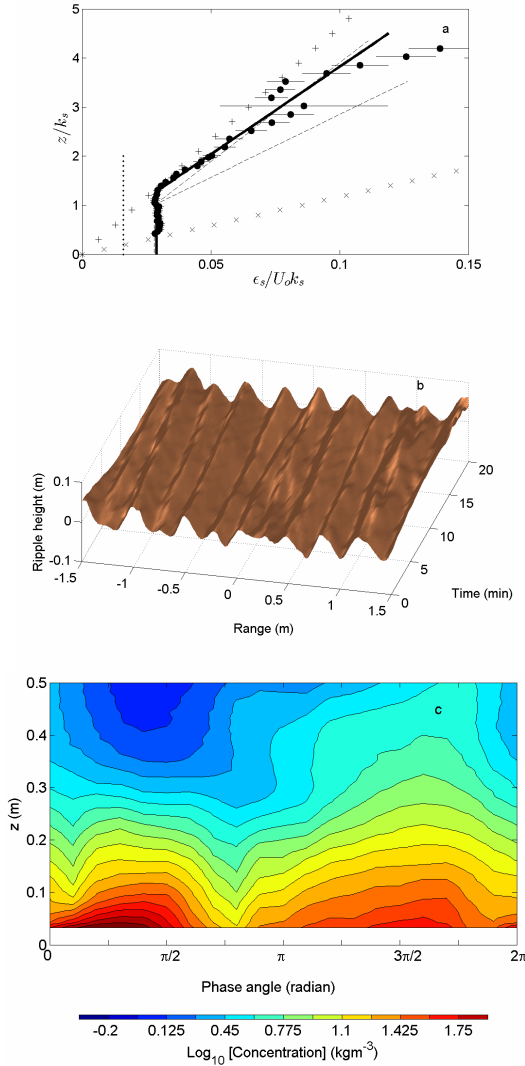 5
4
3
2
1
0
z/k_s
a
0
0.05
0.1
0.15
ϵ_s/U_ok_s
b
0.1
0
-0.1
Ripple height (m)
-1.5
-1
-0.5
0
0.5
1
1.5
Range (m)
0
5
10
15
20
Time (min)
0.5
0.4
0.3
0.2
0.1
0
z (m)
c
0
π/2
π
3π/2
2π
Phase angle (radian)
-0.2
0.125
0.45
0.775
1.1
1.425
1.75
Log10 [Concentration] (kgm-3)